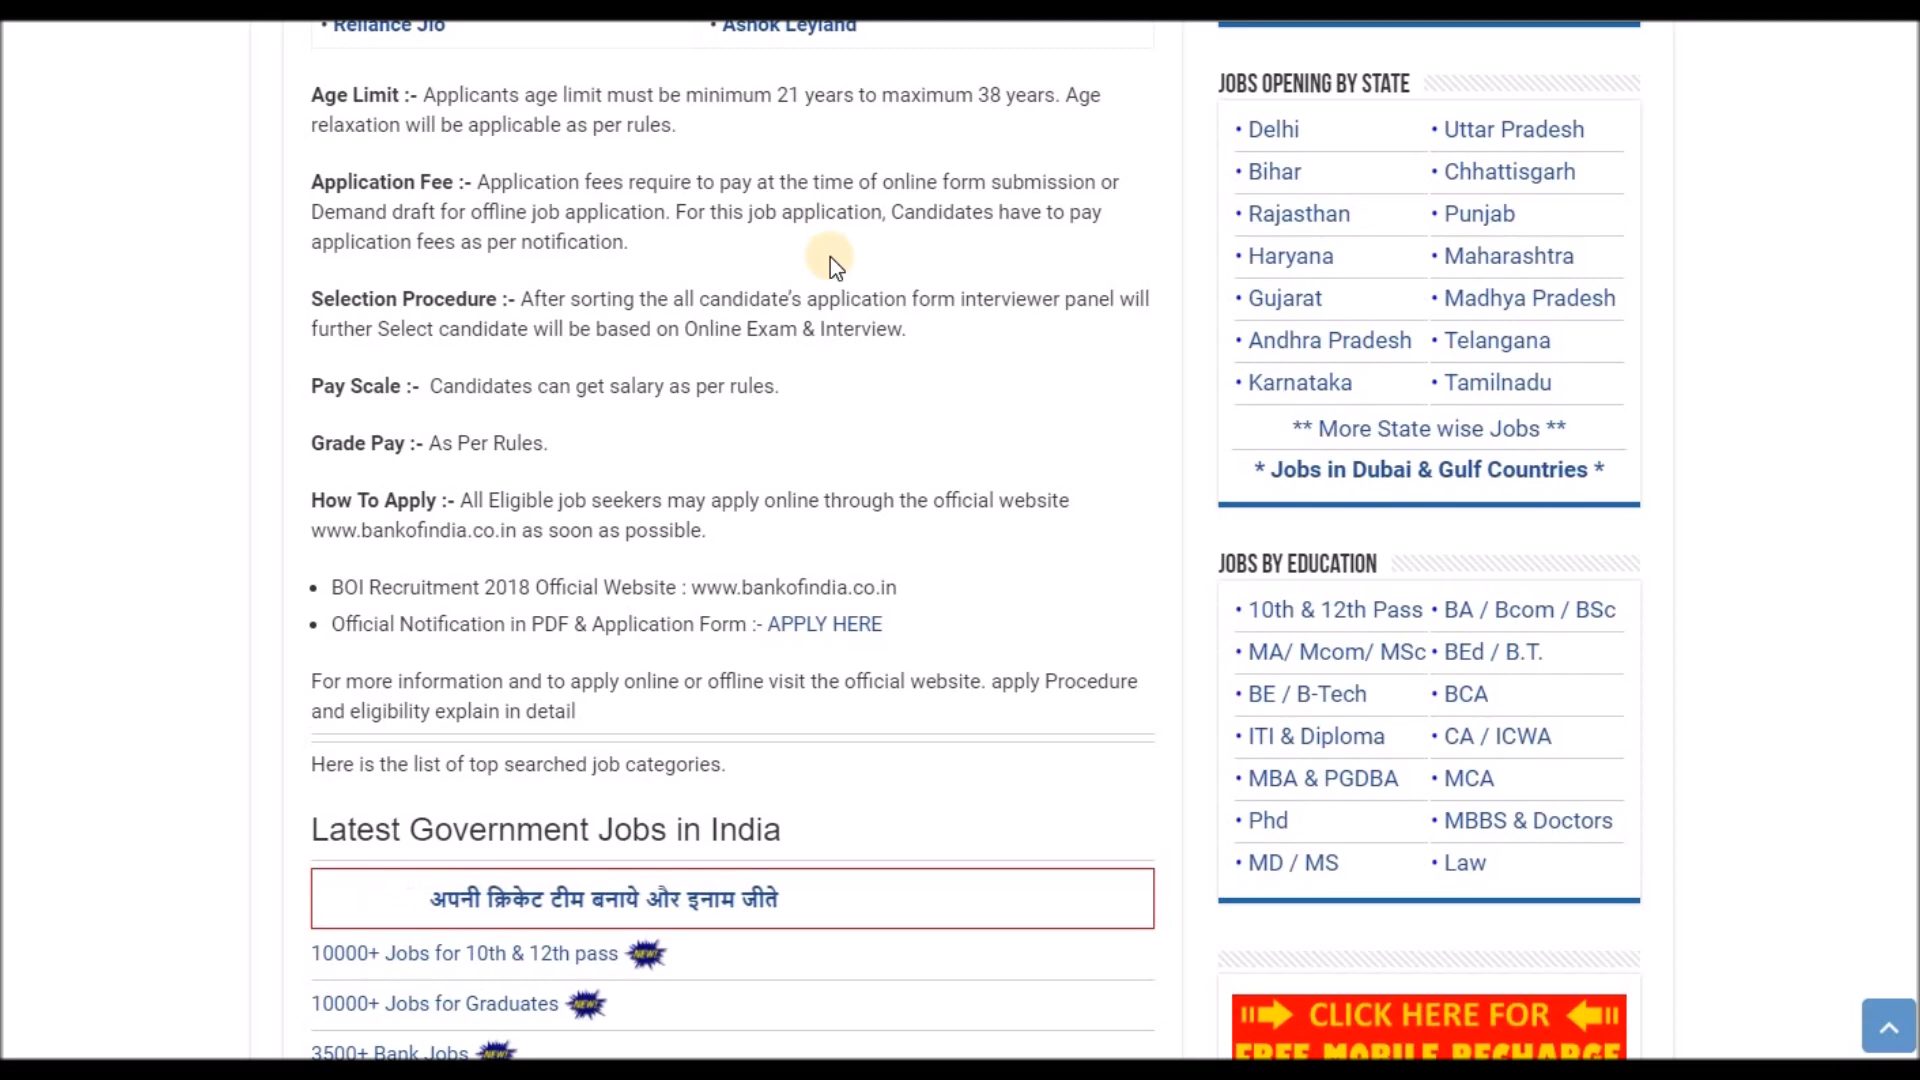 • Reliance Jio
• Ashok Leyland
Age Limit :- Applicants age limit must be minimum 21 years to maximum 38 years. Age
relaxation will be applicable as per rules.
Application Fee :- Application fees require to pay at the time of online form submission or
Demand draft for offline job application. For this job application, Candidates have to pay
application fees as per notification.
Selection Procedure :- After sorting the all candidate’s application form interviewer panel will
further Select candidate will be based on Online Exam & Interview.
Pay Scale :- Candidates can get salary as per rules.
Grade Pay :- As Per Rules.
How To Apply :- All Eligible job seekers may apply online through the official website
www.bankofindia.co.in as soon as possible.
• BOI Recruitment 2018 Official Website : www.bankofindia.co.in
• Official Notification in PDF & Application Form :- APPLY HERE
For more information and to apply online or offline visit the official website. apply Procedure
and eligibility explain in detail
Here is the list of top searched job categories.
Latest Government Jobs in India
अपनी क्रिकेट टीम बनाये और इनाम जीते
10000+ Jobs for 10th & 12th pass NEW!
10000+ Jobs for Graduates NEW!
3500+ Bank Jobs NEW!
JOBS OPENING BY STATE
• Delhi • Uttar Pradesh
• Bihar • Chhattisgarh
• Rajasthan • Punjab
• Haryana • Maharashtra
• Gujarat • Madhya Pradesh
• Andhra Pradesh • Telangana
• Karnataka • Tamilnadu
** More State wise Jobs **
* Jobs in Dubai & Gulf Countries *
JOBS BY EDUCATION
• 10th & 12th Pass • BA / Bcom / BSc
• MA/ Mcom/ MSc • BEd / B.T.
• BE / B-Tech • BCA
• ITI & Diploma • CA / ICWA
• MBA & PGDBA • MCA
• Phd • MBBS & Doctors
• MD / MS • Law
CLICK HERE FOR
FREE MOBILE RECHARGE